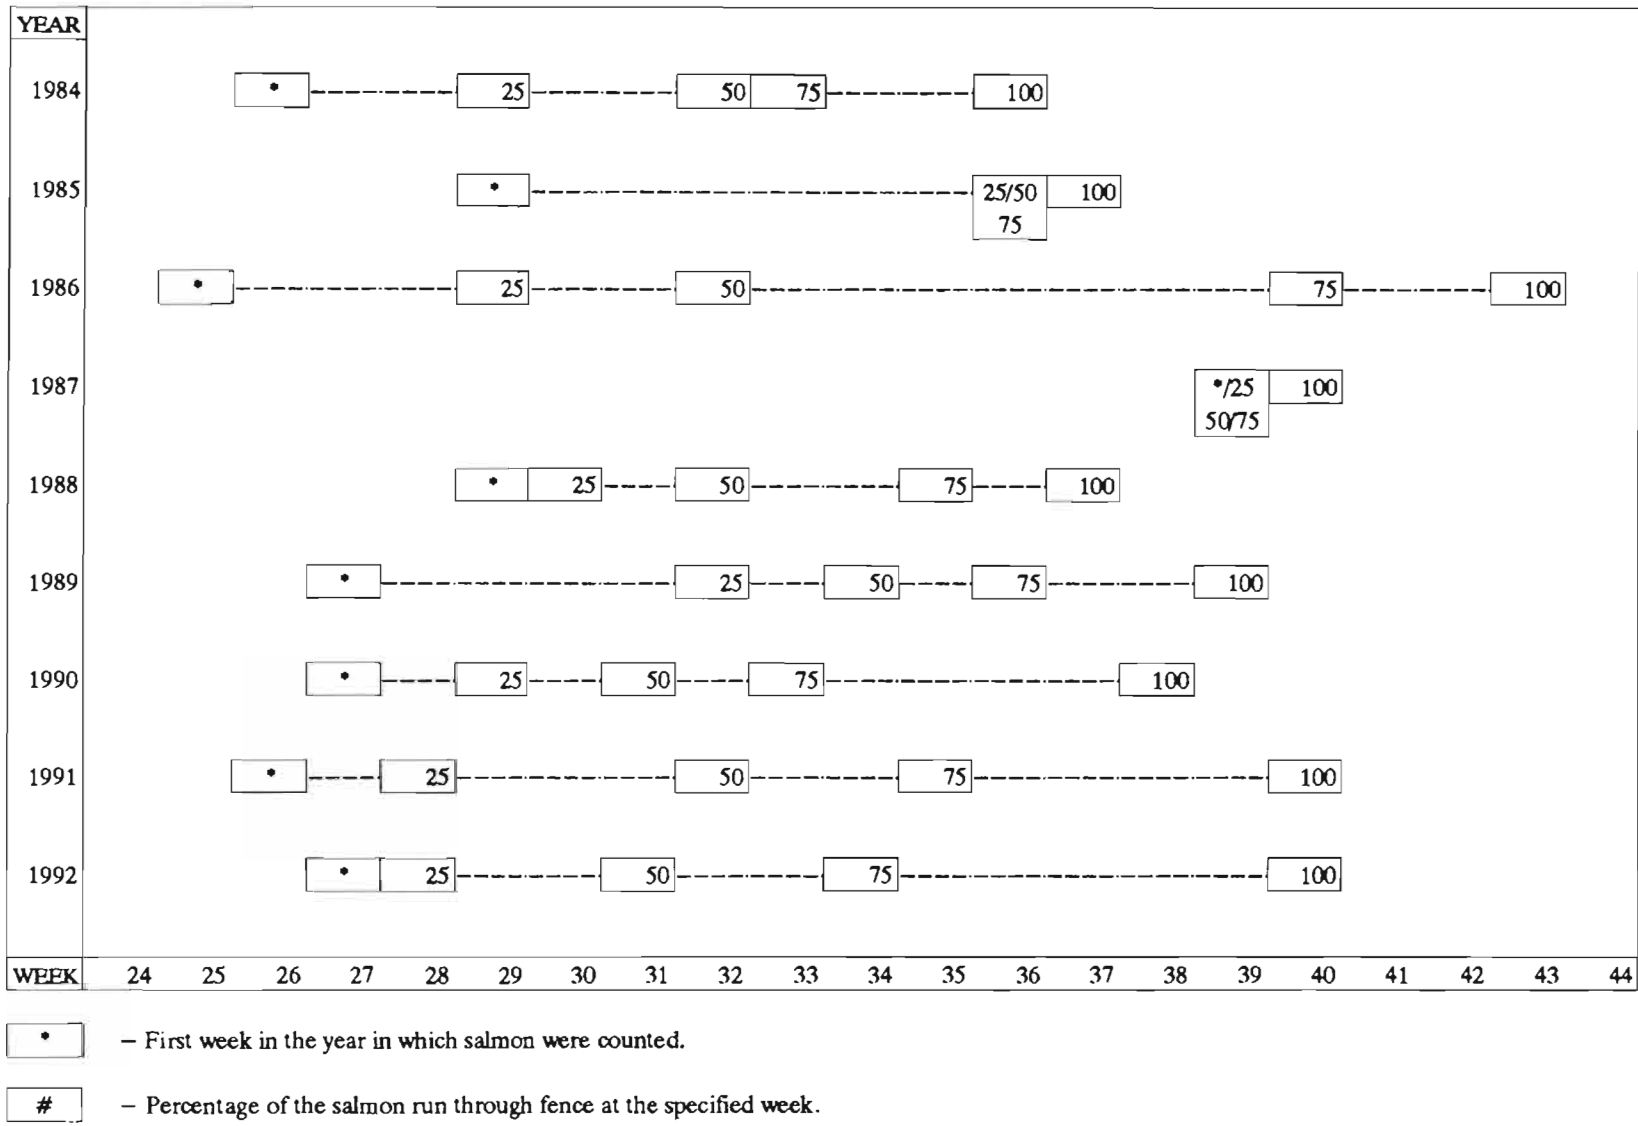 YEAR
1984 * 25 50 75 100
1985 * 25/50 100
75
1986 * 25 50 75 100
1987 */25 100
50/75
1988 * 25 50 75 100
1989 * 25 50 75 100
1990 * 25 50 75 100
1991 * 25 50 75 100
1992 * 25 50 75 100
WEEK 24 25 26 27 28 29 30 31 32 33 34 35 36 37 38 39 40 41 42 43 44
* – First week in the year in which salmon were counted.
# – Percentage of the salmon run through fence at the specified week.